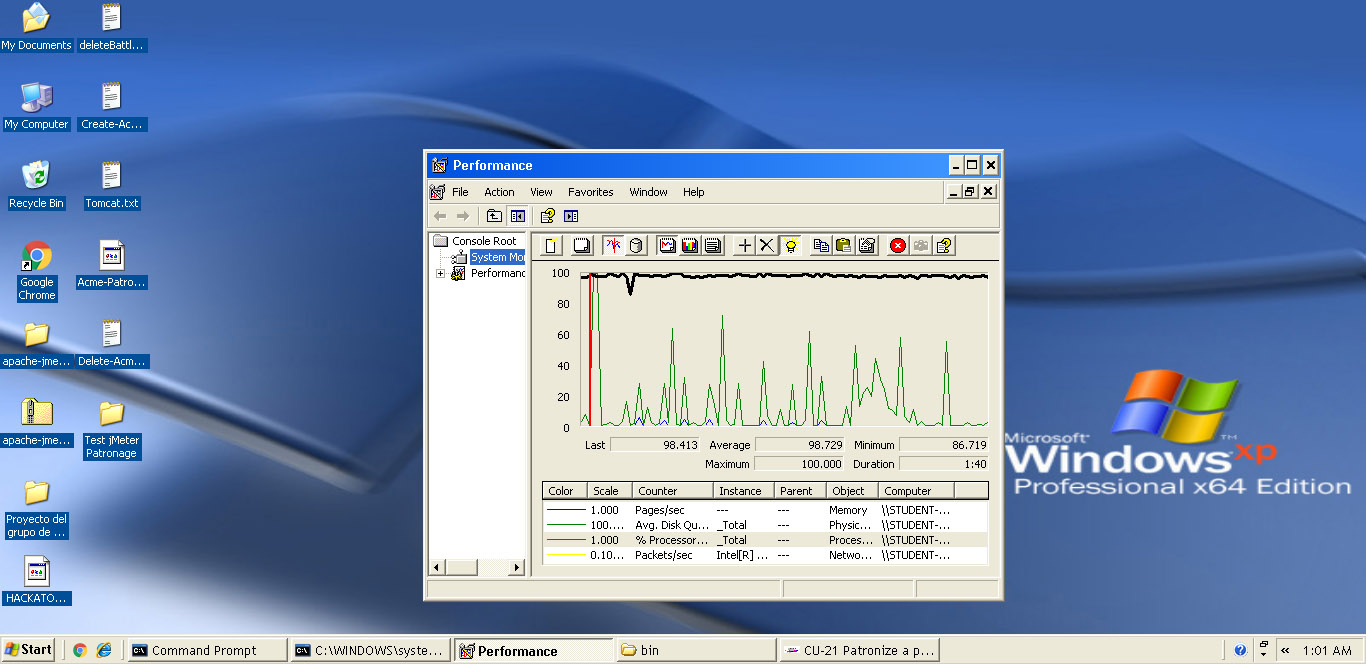 My Documents
deleteBattl...
My Computer
Create-Ac...
Recycle Bin
Tomcat.txt
Google
Chrome
Acme-Patro...
apache-jme...
Delete-Acm...
apache-jme...
Test jMeter
Patronage
Proyecto del
grupo de ...
HACKATO...
Performance
File Action View Favorites Window Help
Console Root
System Mo
Performanc
100
80
60
40
20
0
Last 98.413 Average 98.729 Minimum 86.719
Maximum 100.000 Duration 1:40
Color Scale Counter Instance Parent Object Computer
1.000 Pages/sec --- --- Memory \\STUDENT-...
100.... Avg. Disk Qu... _Total --- Physic... \\STUDENT-...
1.000 % Processor... _Total --- Proces... \\STUDENT-...
0.10... Packets/sec Intel[R] ... --- Netwo... \\STUDENT-...
Microsoft
Windows xp
TM
Professional x64 Edition
Start
Command Prompt
C:\WINDOWS\syste...
Performance
bin
CU-21 Patronize a p...
« 1:01 AM